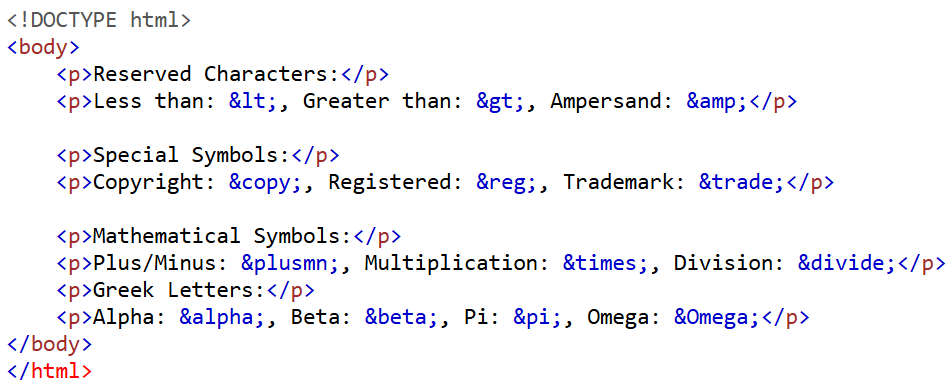 <!DOCTYPE html>
<body>
    <p>Reserved Characters:</p>
    <p>Less than: &lt;, Greater than: &gt;, Ampersand: &amp;</p>

    <p>Special Symbols:</p>
    <p>Copyright: &copy;, Registered: &reg;, Trademark: &trade;</p>

    <p>Mathematical Symbols:</p>
    <p>Plus/Minus: &plusmn;, Multiplication: &times;, Division: &divide;</p>
    <p>Greek Letters:</p>
    <p>Alpha: &alpha;, Beta: &beta;, Pi: &pi;, Omega: &Omega;</p>
</body>
</html>